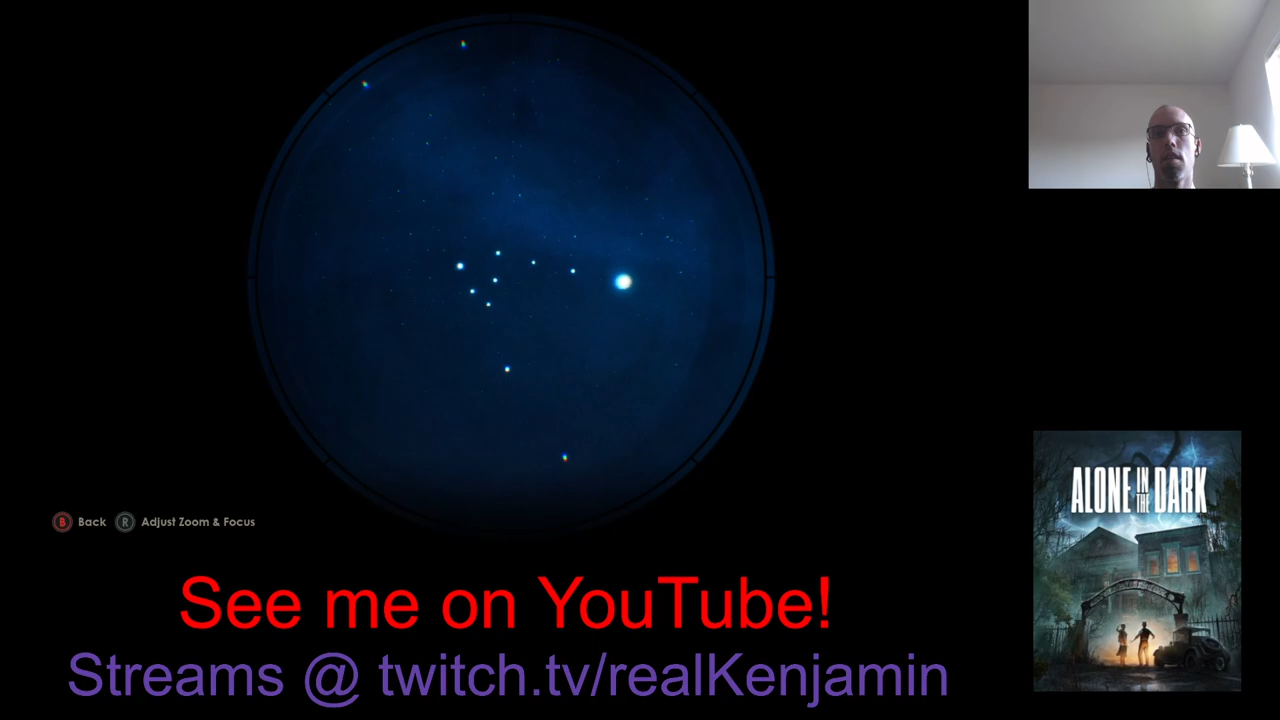 ALONE IN THE DARK
B Back R Adjust Zoom & Focus
See me on YouTube!
Streams @ twitch.tv/realKenjamin